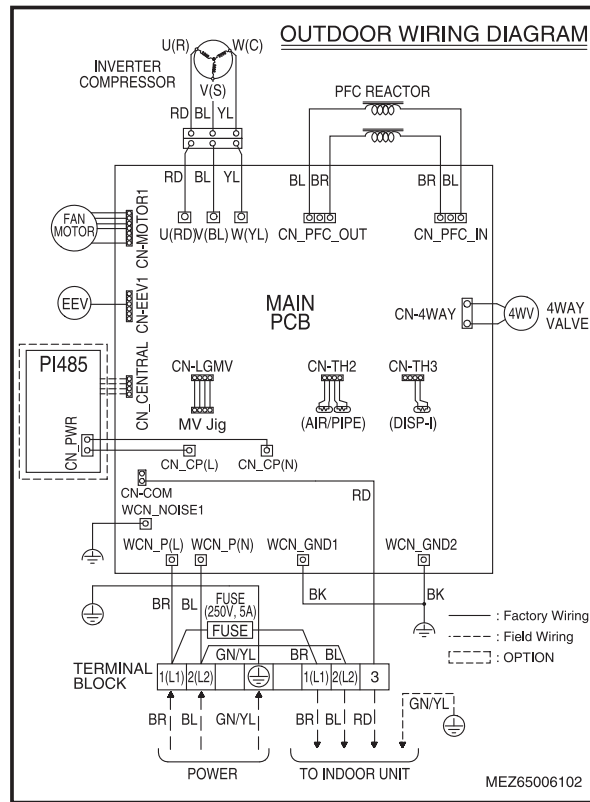 OUTDOOR WIRING DIAGRAM
U(R) W(C)
INVERTER
COMPRESSOR
V(S)
PFC REACTOR
RD BL YL
RD BL YL
BL BR
BR BL
FAN
MOTOR
CN-MOTOR1
U(RD) V(BL) W(YL)
CN_PFC_OUT
CN_PFC_IN
EEV
CN-EEV1
MAIN
PCB
CN-4WAY
4WV
4WAY
VALVE
PI485
CN_CENTRAL
CN-LGMV
MV Jig
CN-TH2
(AIR/PIPE)
CN-TH3
(DISP-I)
CN_PWR
CN_CP(L)
CN_CP(N)
CN-COM
RD
WCN_NOISE1
WCN_P(L) WCN_P(N) WCN_GND1 WCN_GND2
BR BL
FUSE
(250V, 5A)
FUSE
BK
BK
: Factory Wiring
: Field Wiring
: OPTION
GN/YL BR BL
TERMINAL
BLOCK
1(L1) 2(L2) 1(L1) 2(L2) 3
BR BL GN/YL BR BL RD GN/YL
POWER
TO INDOOR UNIT
MEZ65006102